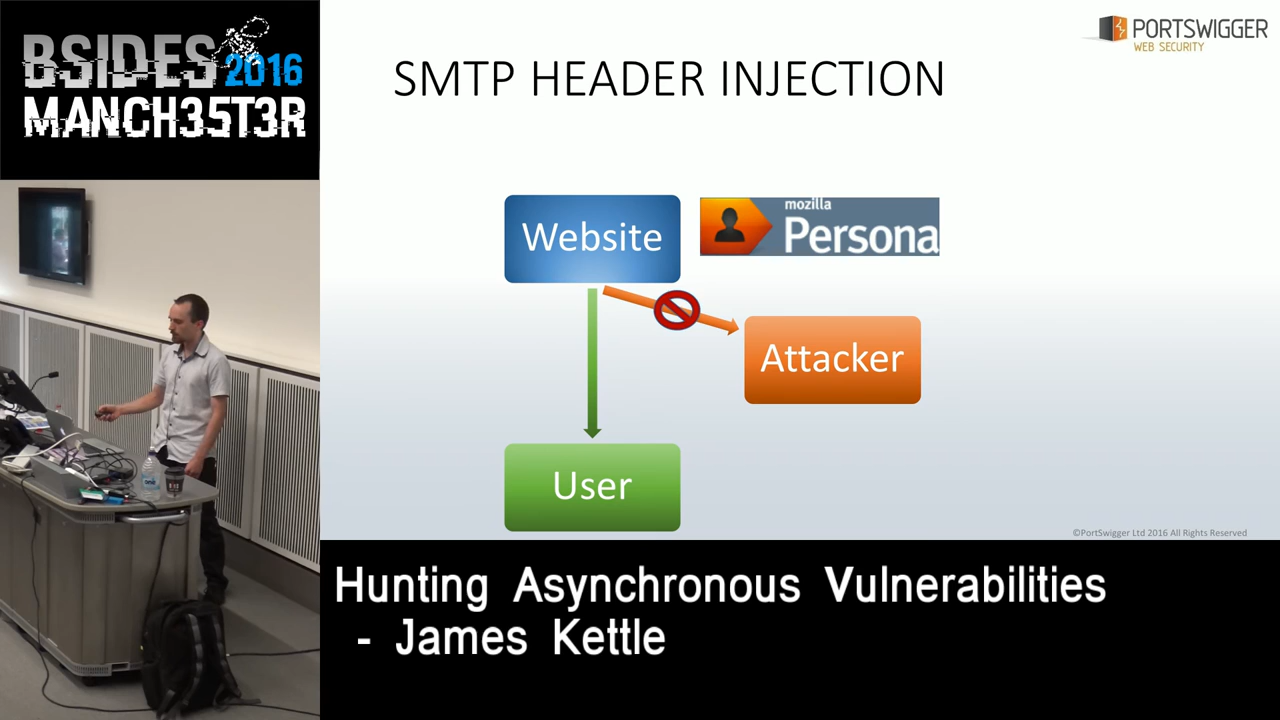 BSIDES 2016
MANCH35T3R
PORTSWIGGER
WEB SECURITY
SMTP HEADER INJECTION
Website
mozilla
Persona
Attacker
User
©PortSwigger Ltd 2016 All Rights Reserved
Hunting Asynchronous Vulnerabilities
- James Kettle